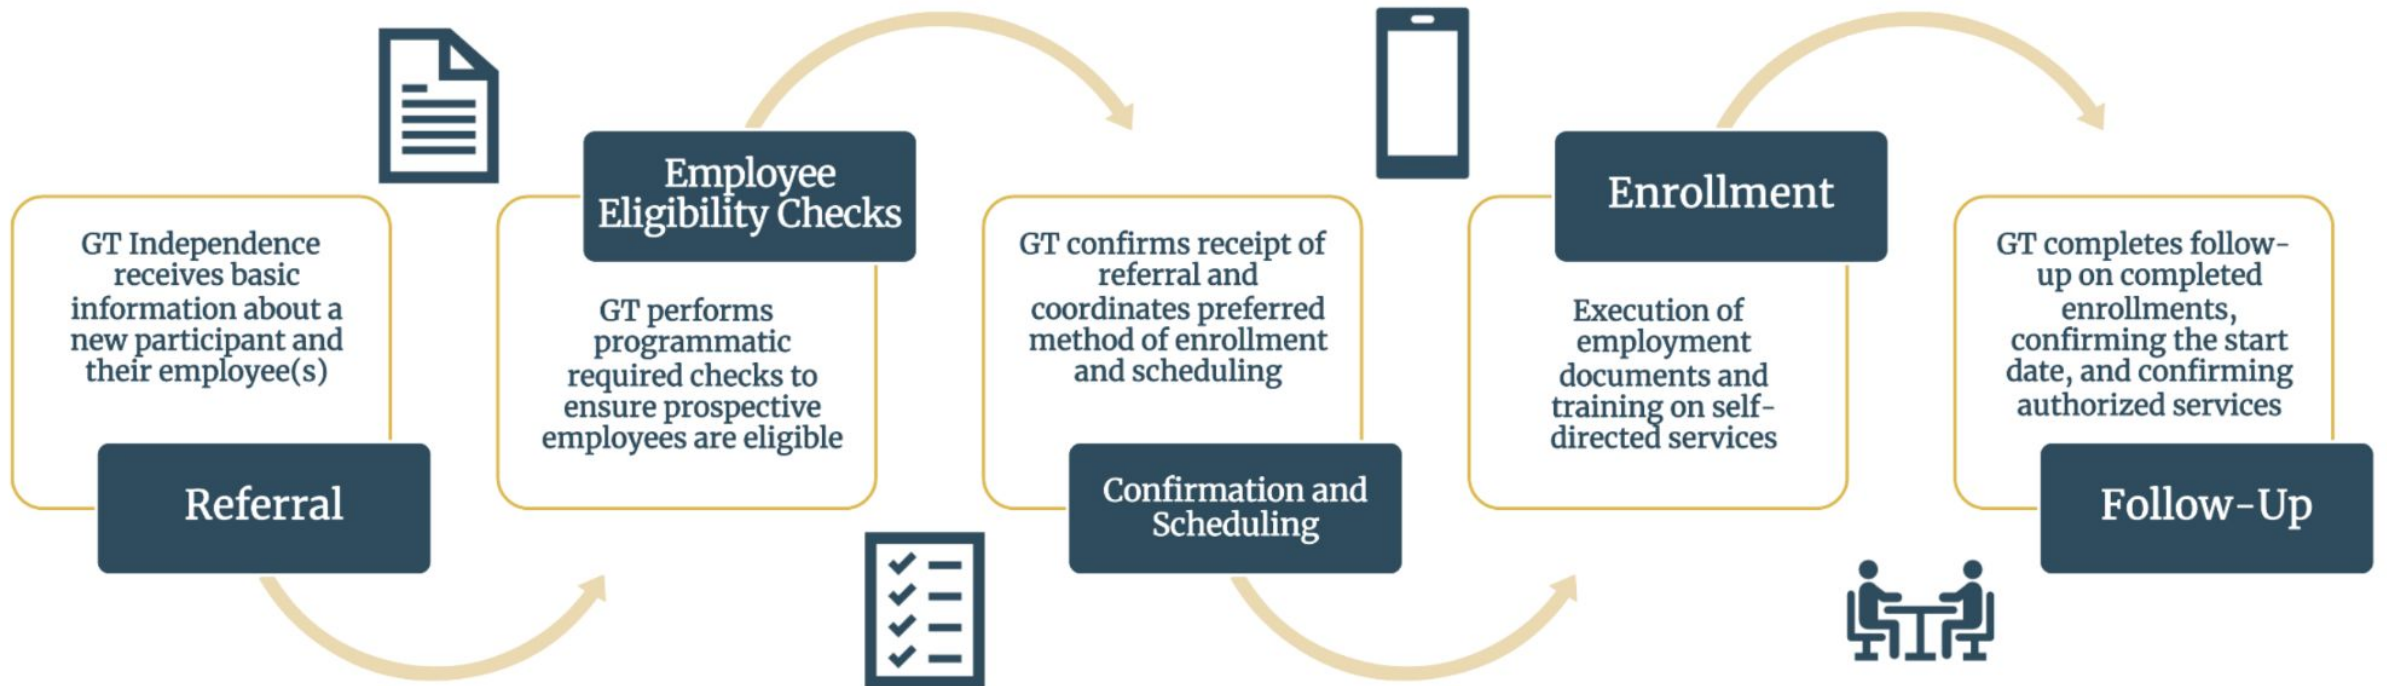 GT Independence
receives basic
information about a
new participant and
their employee(s)
Referral
Employee
Eligibility Checks
GT performs
programmatic
required checks to
ensure prospective
employees are eligible
GT confirms receipt of
referral and
coordinates preferred
method of enrollment
and scheduling
Confirmation and
Scheduling
Enrollment
Execution of
employment
documents and
training on self-
directed services
GT completes follow-
up on completed
enrollments,
confirming the start
date, and confirming
authorized services
Follow-Up